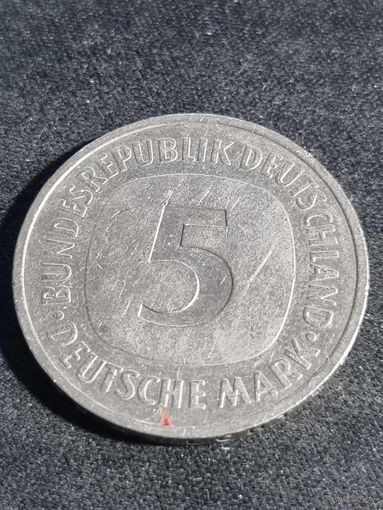 BUNDESREPUBLIK DEUTSCHLAND
5
DEUTSCHE MARK